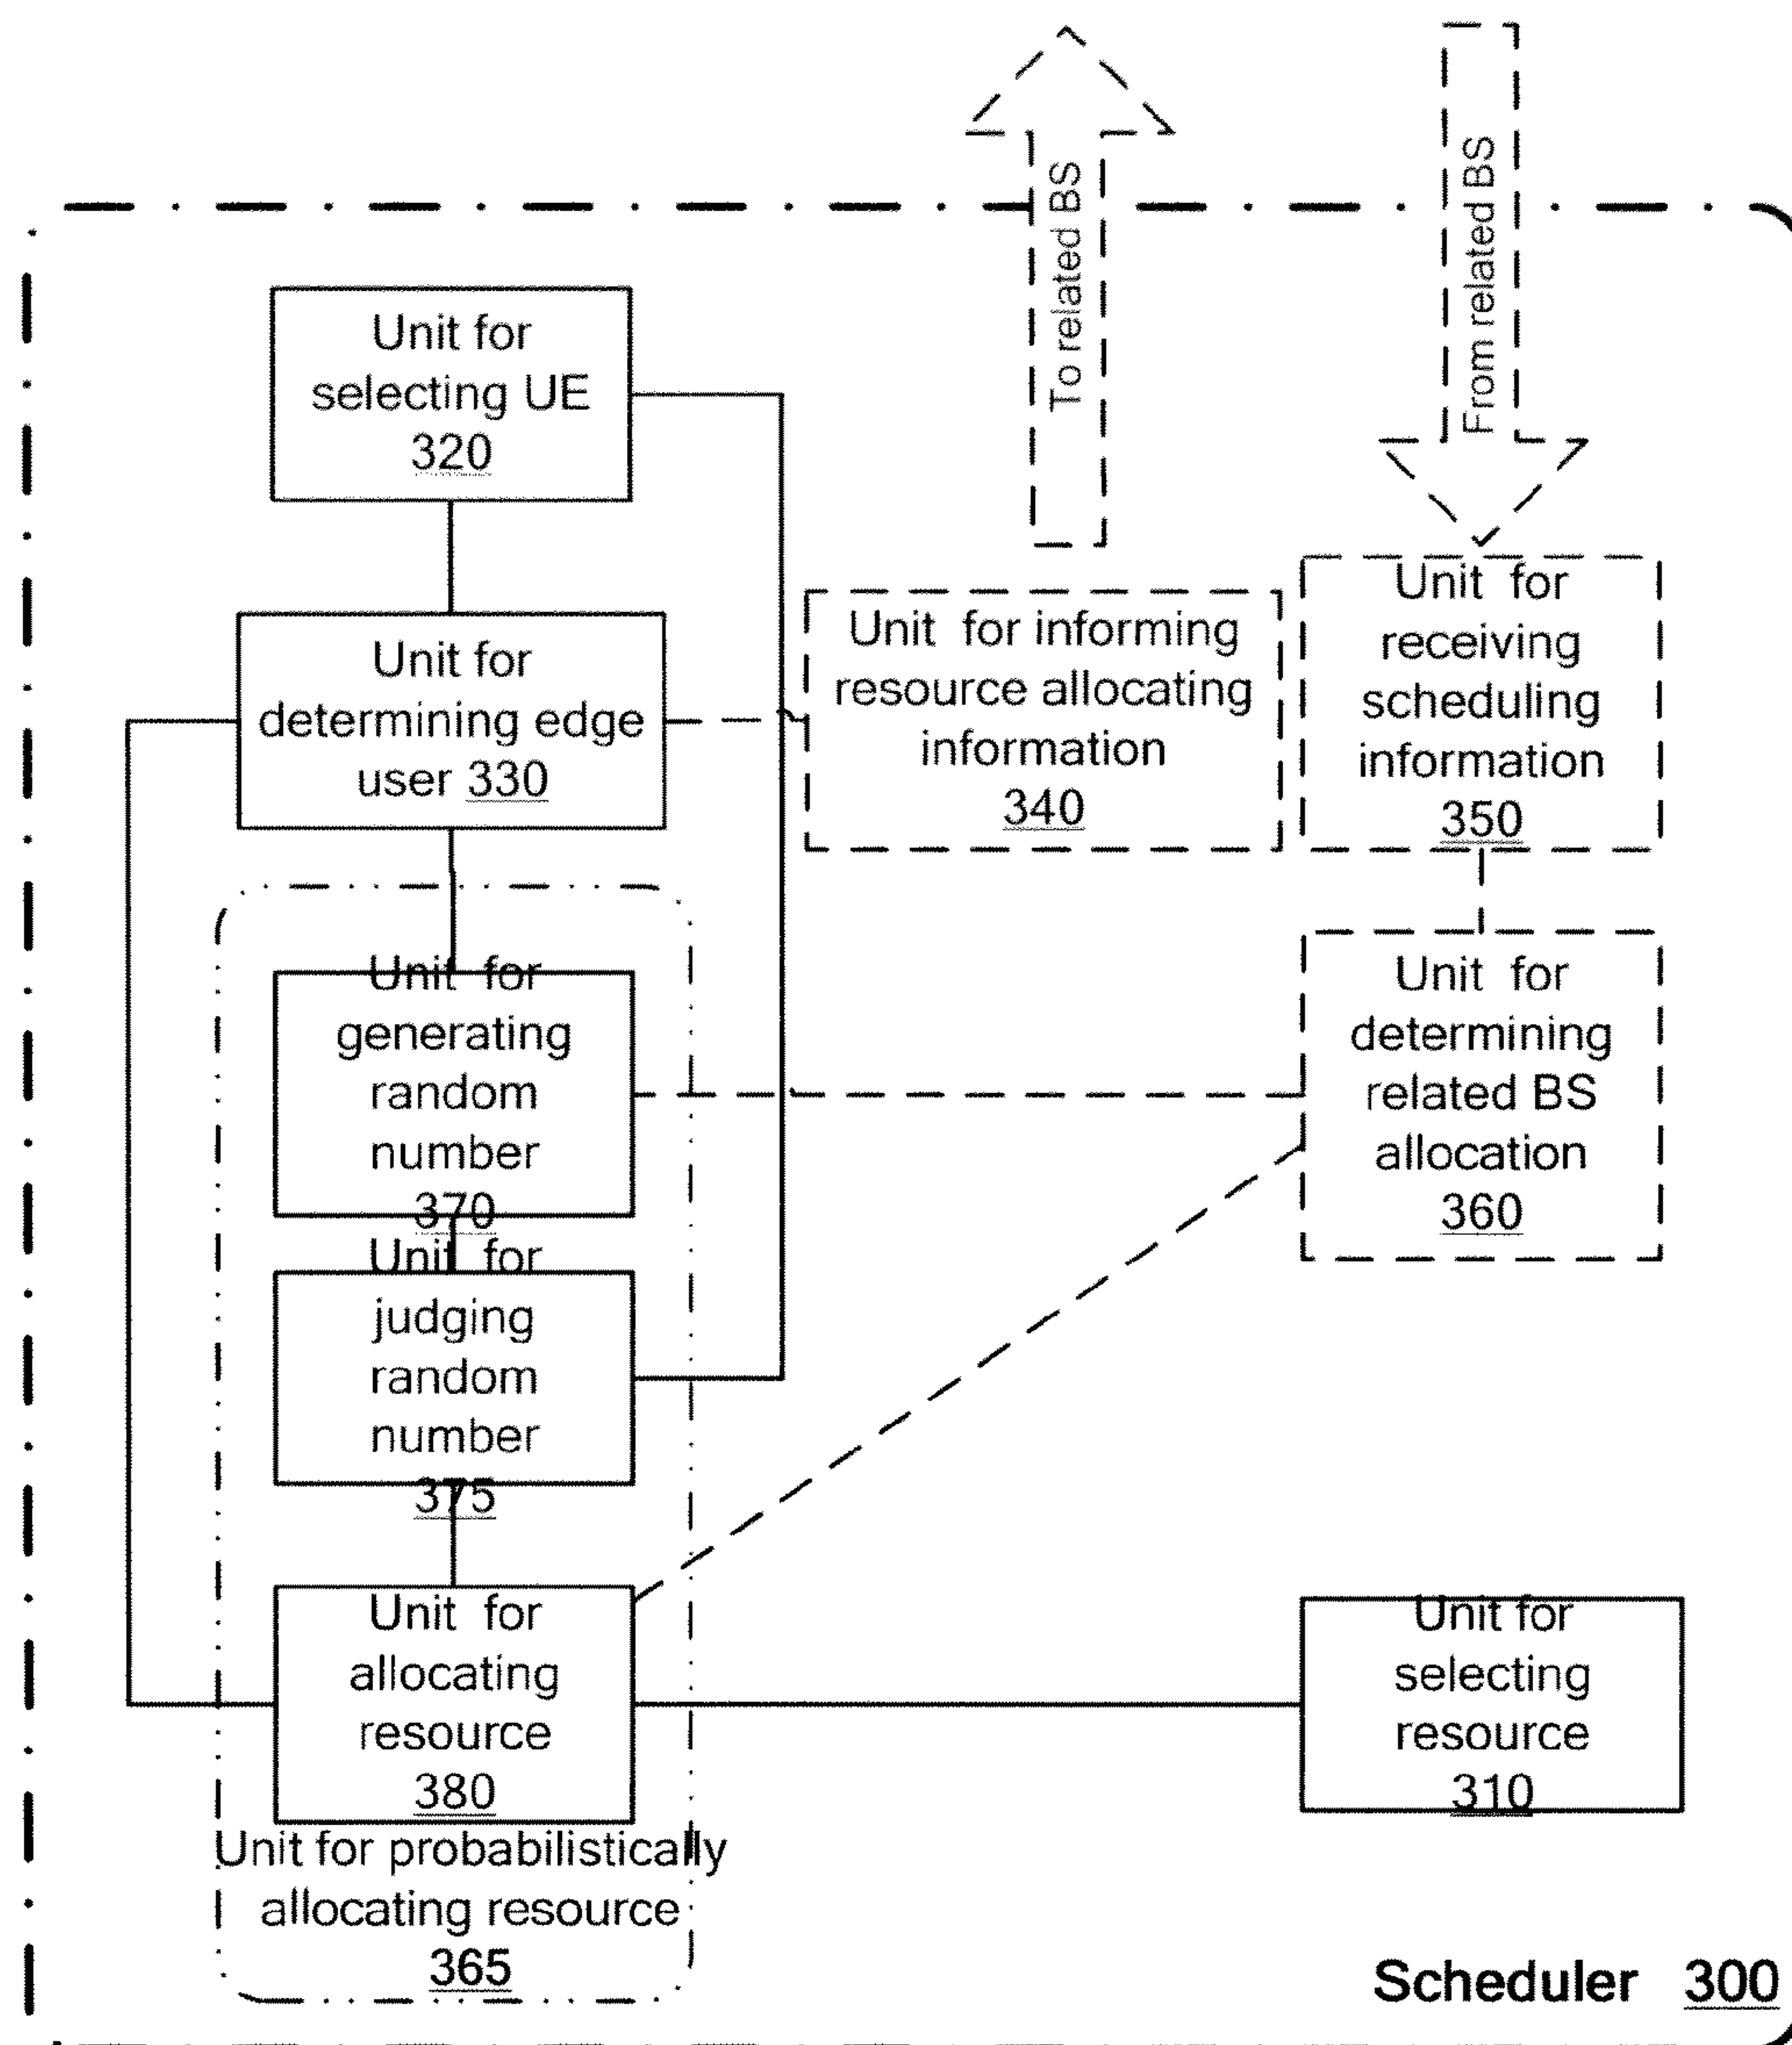 To related BS
From related BS
Unit for
selecting UE
320
Unit for
determining edge
user 330
Unit for informing
resource allocating
information
340
Unit for
receiving
scheduling
information
350
Unit for
generating
random
number
370
Unit for
determining
related BS
allocation
360
Unit for
judging
random
number
375
Unit for
allocating
resource
380
Unit for
selecting
resource
310
Unit for probabilistically
allocating resource
365
Scheduler 300